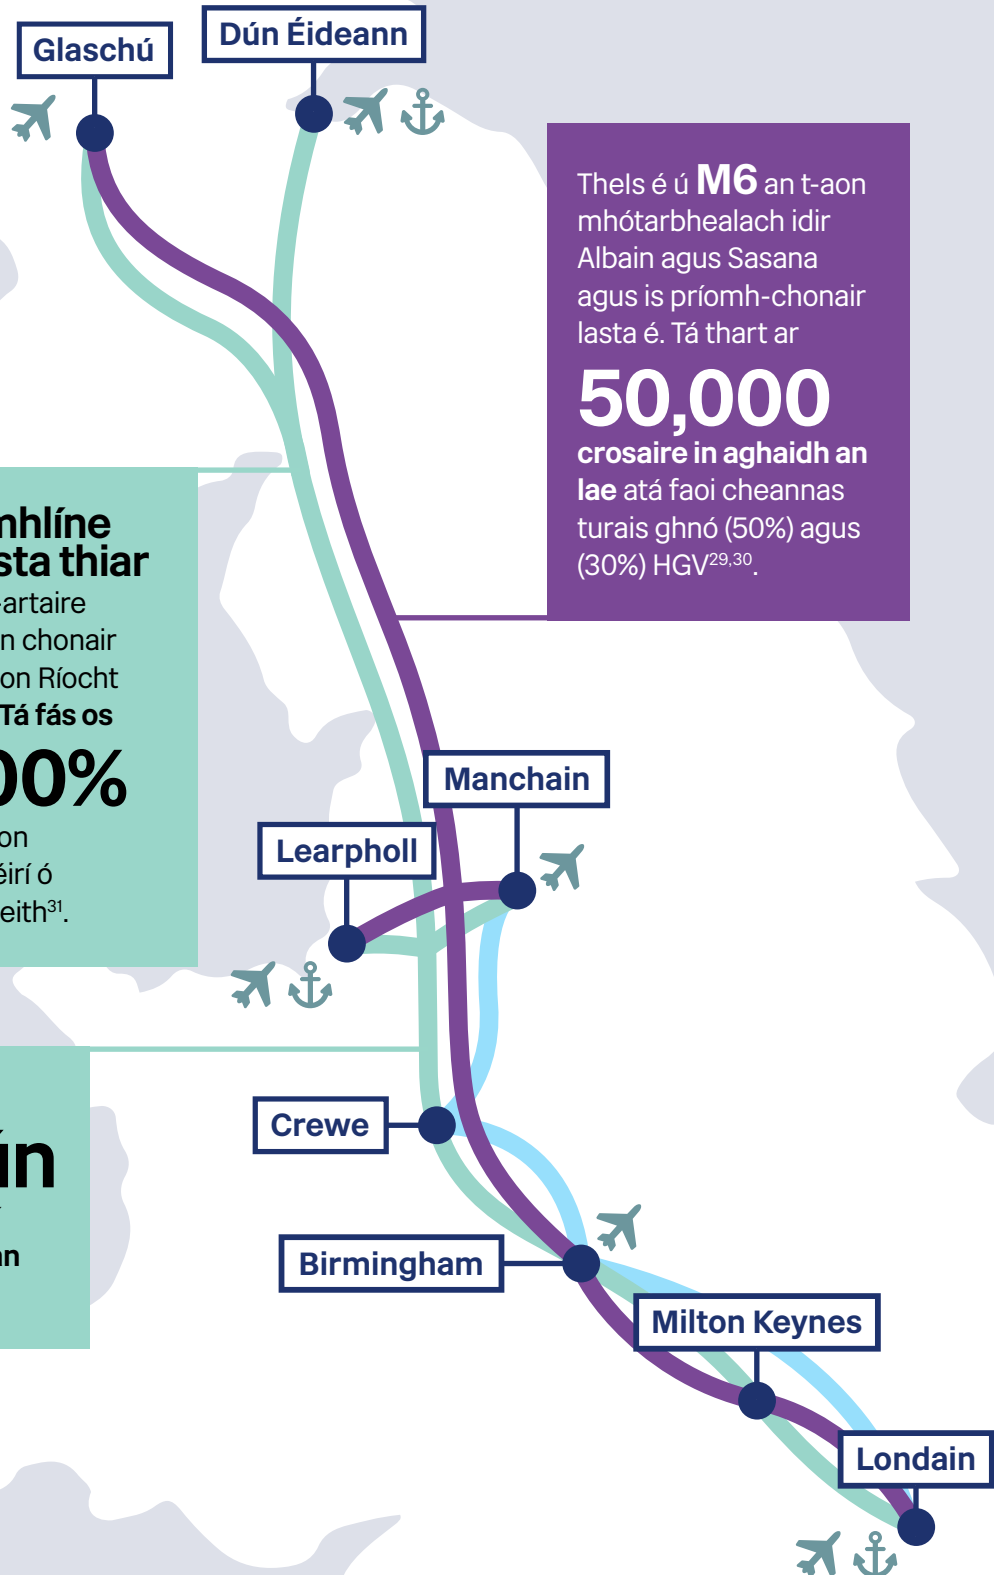 Glaschú
Dún Éideann
Thels é ú M6 an t-aon
mhótarbhealach idir
Albain agus Sasana
agus is príomh-chonair
lasta é. Tá thart ar
50,000
crosaire in aghaidh an
lae atá faoi cheannas
turais ghnó (50%) agus
(30%) HGV29,30.
mhlíne
sta thiar
-artaire
n chonair
on Ríocht
Tá fás os
00%
on
éirí ó
eith31.
Manchain
Learpholl
Crewe
ún
an
Birmingham
Milton Keynes
Londain